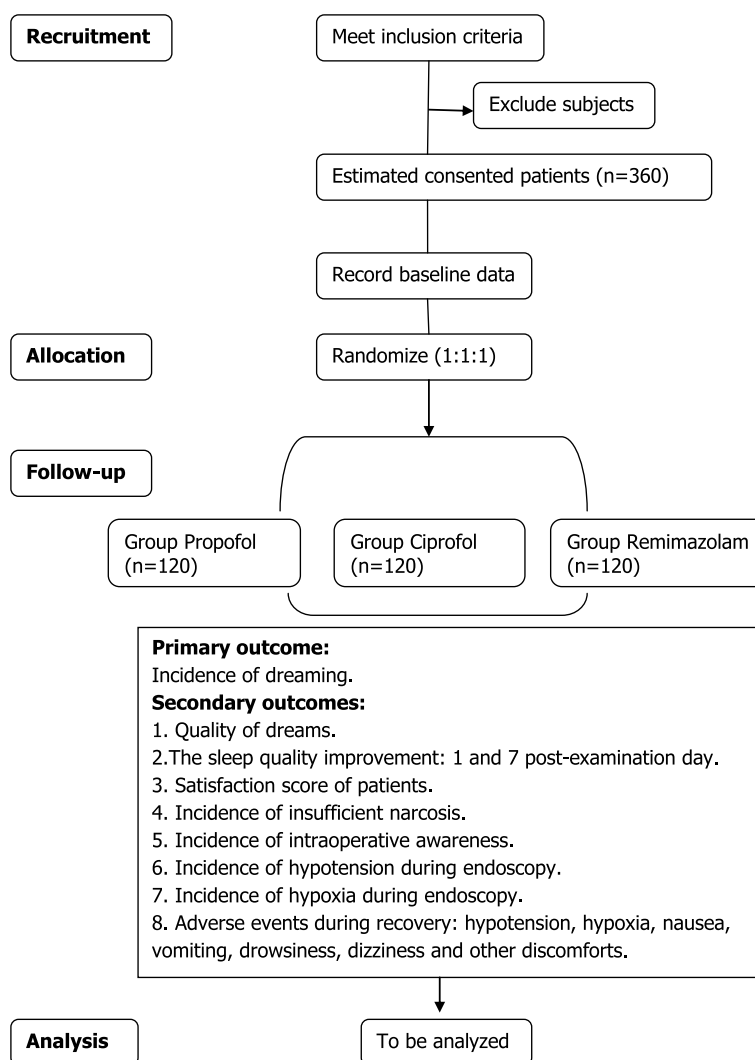 Recruitment
Meet inclusion criteria
Exclude subjects
Estimated consented patients (n=360)
Record baseline data
Allocation
Randomize (1:1:1)
Follow-up
Group Propofol
(n=120)
Group Ciprofol
(n=120)
Group Remimazolam
(n=120)
Primary outcome:
Incidence of dreaming.
Secondary outcomes:
1. Quality of dreams.
2.The sleep quality improvement: 1 and 7 post-examination day.
3. Satisfaction score of patients.
4. Incidence of insufficient narcosis.
5. Incidence of intraoperative awareness.
6. Incidence of hypotension during endoscopy.
7. Incidence of hypoxia during endoscopy.
8. Adverse events during recovery: hypotension, hypoxia, nausea,
vomiting, drowsiness, dizziness and other discomforts.
Analysis
To be analyzed